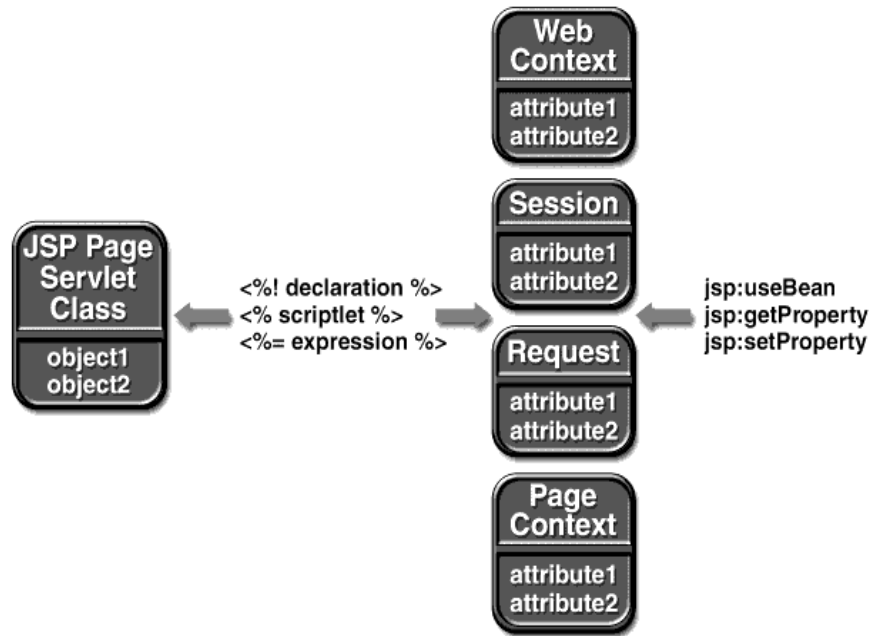 JSP Page
Servlet
Class
object1
object2
<%! declaration %>
<% scriptlet %>
<%= expression %>
Web
Context
attribute1
attribute2
Session
attribute1
attribute2
Request
attribute1
attribute2
Page
Context
attribute1
attribute2
jsp:useBean
jsp:getProperty
jsp:setProperty